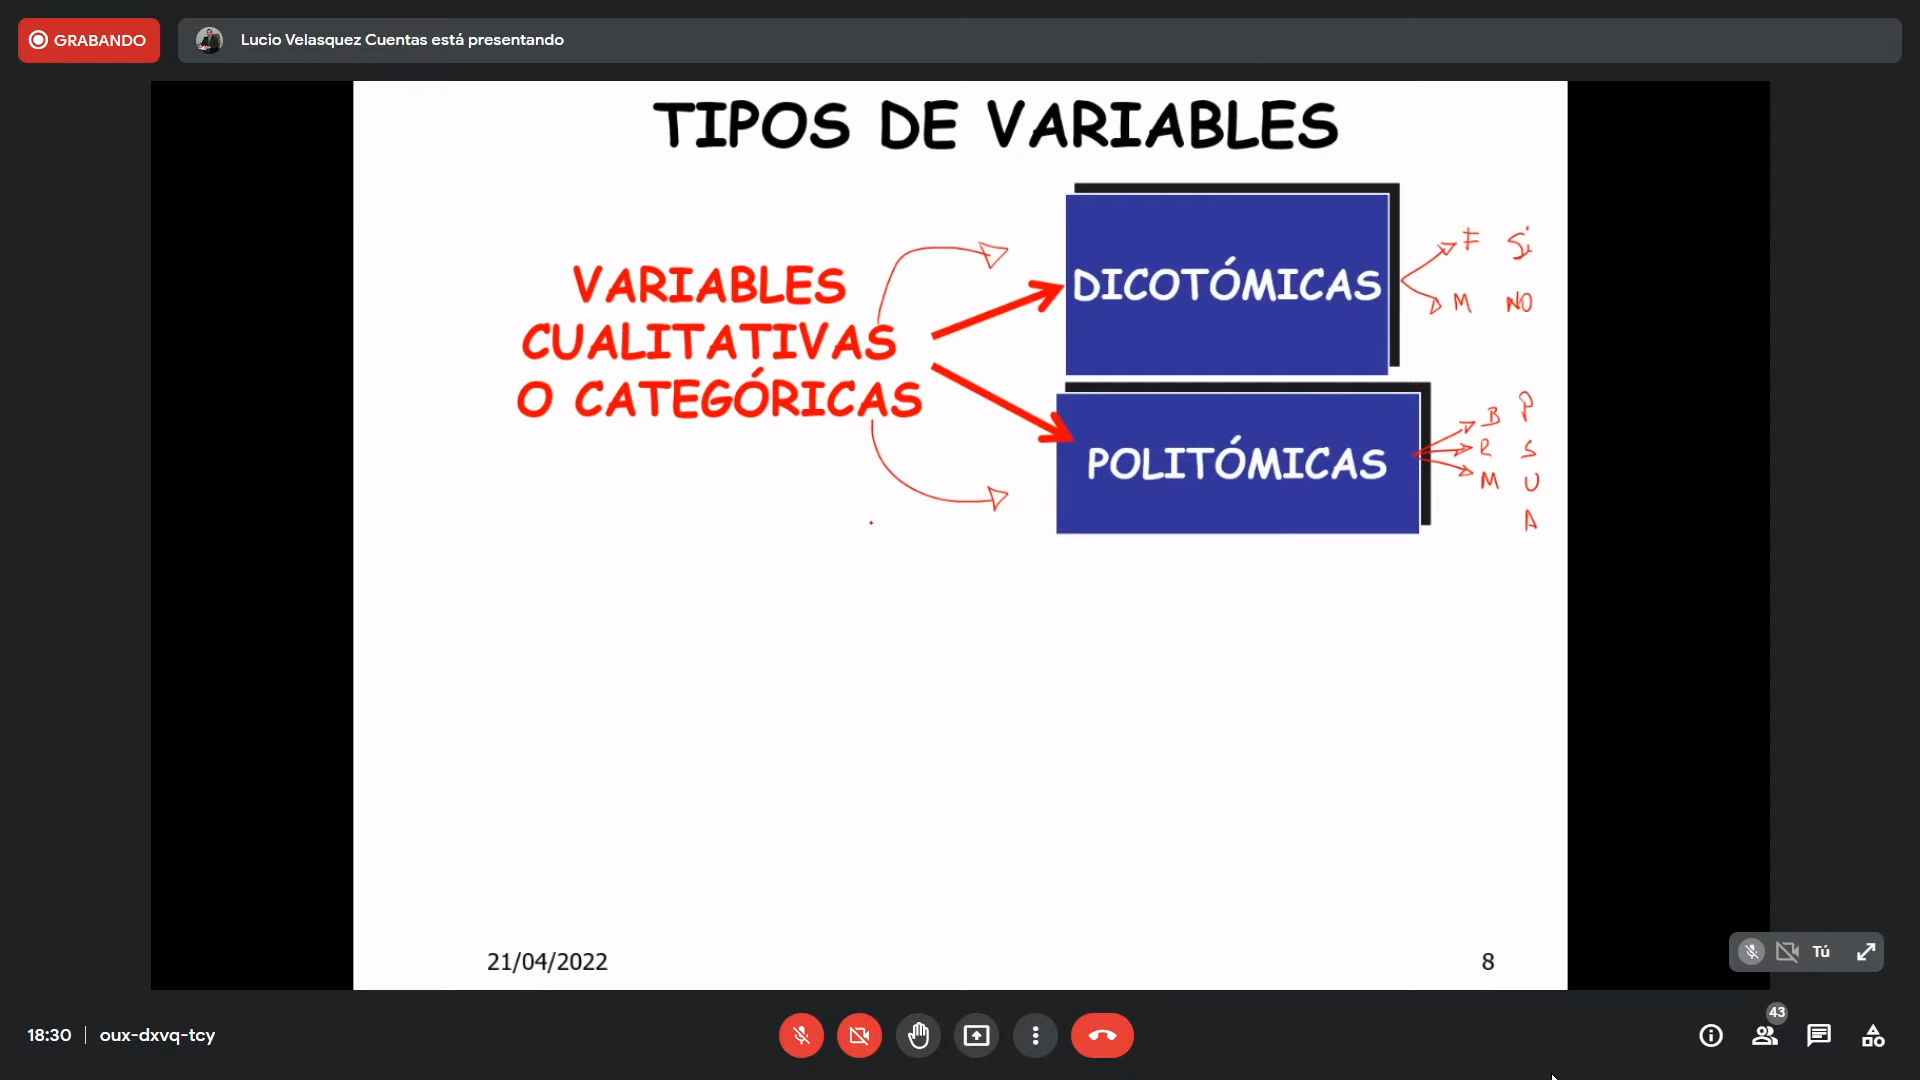 GRABANDO
Lucio Velasquez Cuentas está presentando
TIPOS DE VARIABLES
VARIABLES
CUALITATIVAS
O CATEGÓRICAS
DICOTÓMICAS
F Si
M NO
POLITÓMICAS
B P
R S
M U
A
21/04/2022
8
Tú
18:30
oux-dxvq-tcy
43